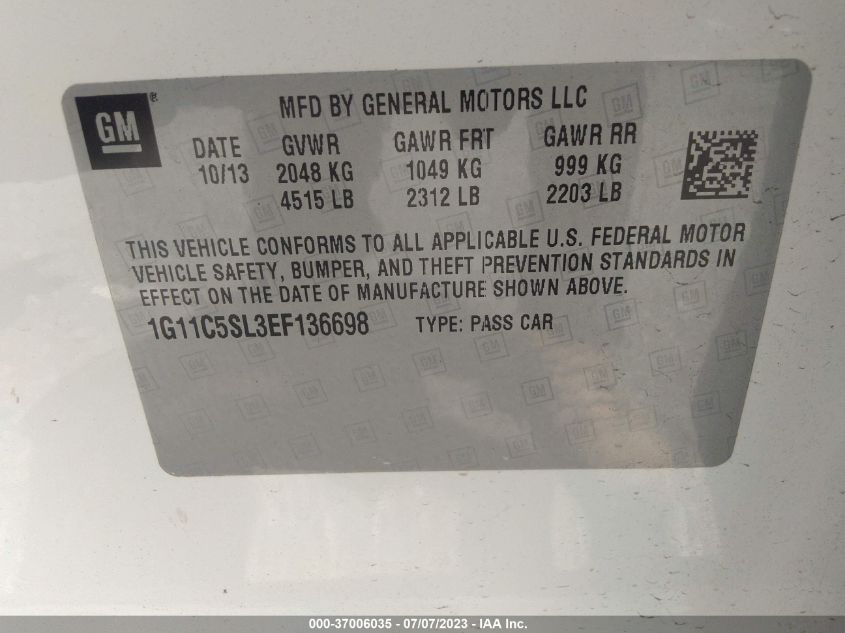 GM ®
MFD BY GENERAL MOTORS LLC
DATE GVWR GAWR FRT GAWR RR
10/13 2048 KG 1049 KG 999 KG
4515 LB 2312 LB 2203 LB
THIS VEHICLE CONFORMS TO ALL APPLICABLE U.S. FEDERAL MOTOR
VEHICLE SAFETY, BUMPER, AND THEFT PREVENTION STANDARDS IN
EFFECT ON THE DATE OF MANUFACTURE SHOWN ABOVE.
1G11C5SL3EF136698 TYPE: PASS CAR
000-37006035 - 07/07/2023 - IAA Inc.